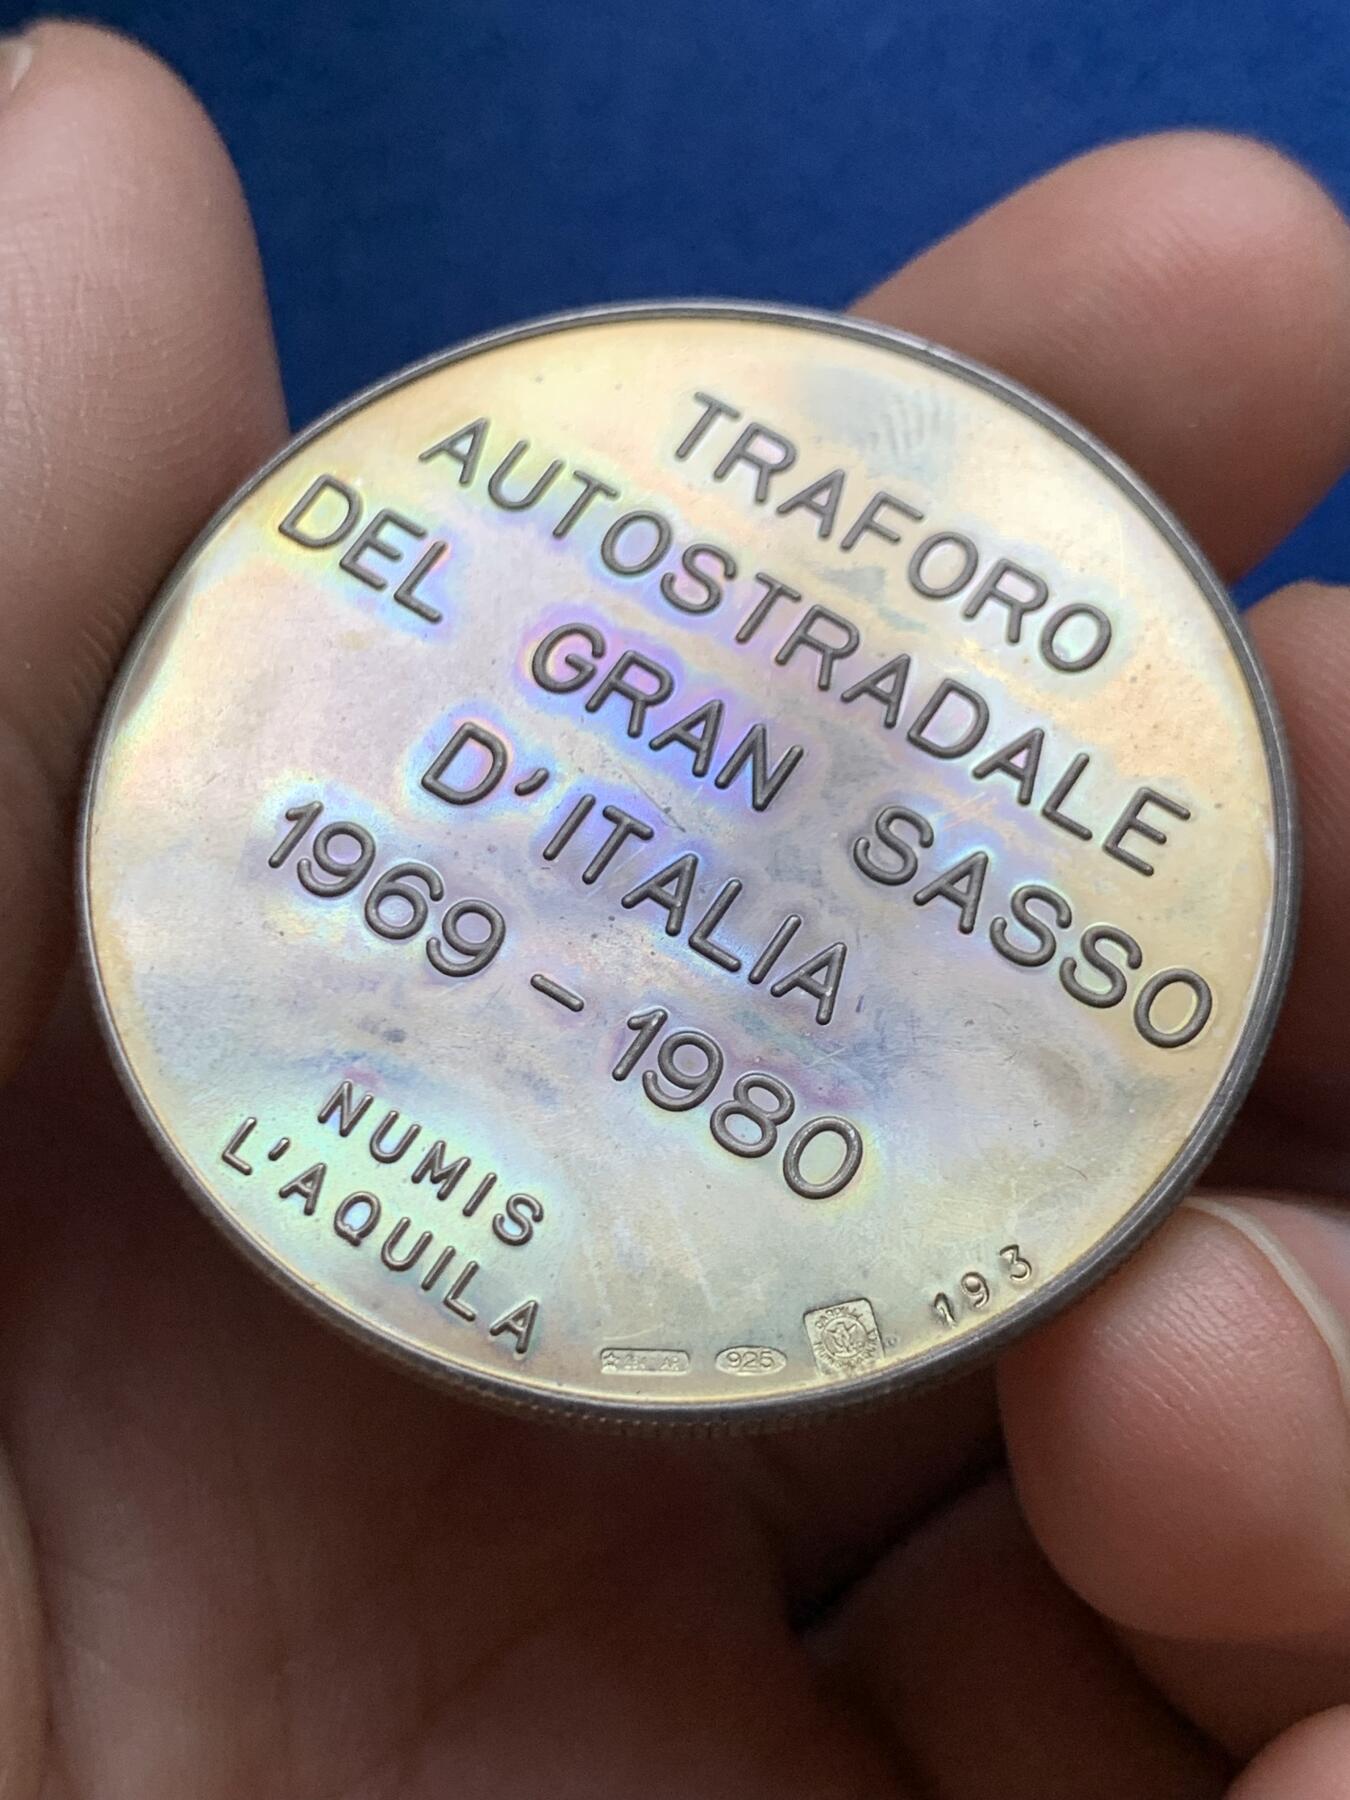 TRAFORO
AUTOSTRADALE
DEL GRAN SASSO
D'ITALIA
1969 – 1980
NUMIS
L'AQUILA
925
193